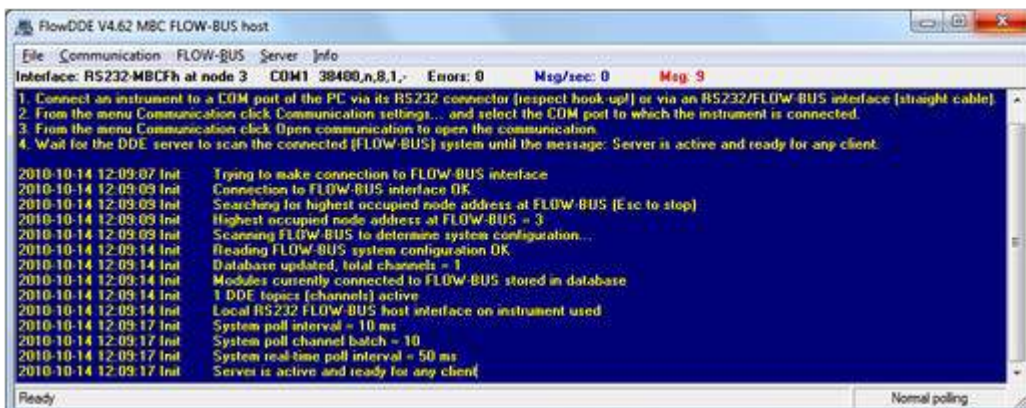 FlowDDE V4.62 MBC FLOW-BUS host
File Communication FLOW-BUS Server Info
Interface: RS232-MBCFh at node 3 COM1 38400,n,8,1,- Errors: 0 Msg/sec: 0 Msg: 9
1. Connect an instrument to a COM port of the PC via its RS232 connector (respect hook-up!) or via an RS232/FLOW-BUS interface (straight cable).
2. From the menu Communication click Communication settings... and select the COM port to which the instrument is connected.
3. From the menu Communication click Open communication to open the communication.
4. Wait for the DDE server to scan the connected (FLOW-BUS) system until the message: Server is active and ready for any client.
2010-10-14 12:09:07 Init Trying to make connection to FLOW-BUS interface
2010-10-14 12:09:09 Init Connection to FLOW-BUS interface OK
2010-10-14 12:09:09 Init Searching for highest occupied node address at FLOW-BUS (Esc to stop)
2010-10-14 12:09:09 Init Highest occupied node address at FLOW-BUS = 3
2010-10-14 12:09:09 Init Scanning FLOW-BUS to determine system configuration...
2010-10-14 12:09:14 Init Reading FLOW-BUS system configuration OK
2010-10-14 12:09:14 Init Database updated, total channels = 1
2010-10-14 12:09:14 Init Modules currently connected to FLOW-BUS stored in database
2010-10-14 12:09:14 Init 1 DDE topics (channels) active
2010-10-14 12:09:14 Init Local RS232 FLOW-BUS host interface on instrument used
2010-10-14 12:09:17 Init System poll interval = 10 ms
2010-10-14 12:09:17 Init System poll channel batch = 10
2010-10-14 12:09:17 Init System real-time poll interval = 50 ms
2010-10-14 12:09:17 Init Server is active and ready for any client
Ready Normal polling